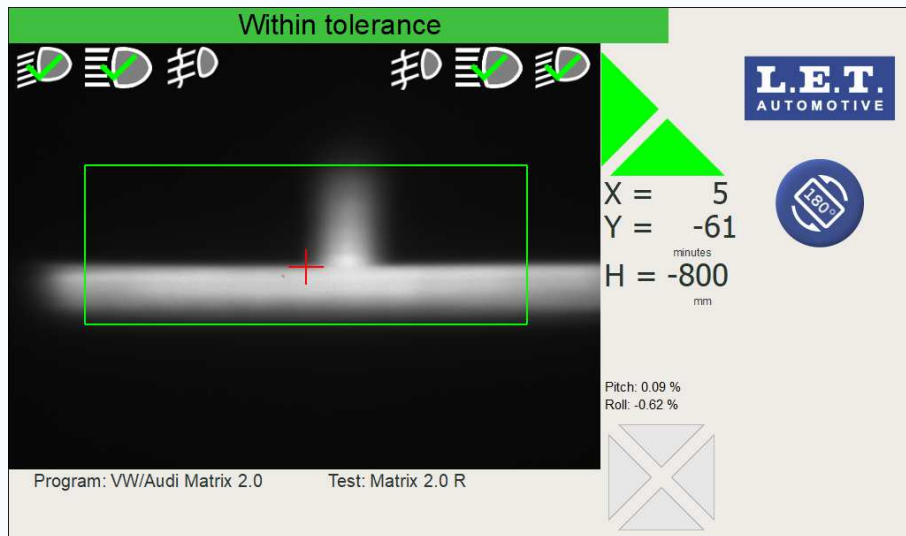 Within tolerance
L.E.T.
AUTOMOTIVE
180°
X = 5
Y = -61
minutes
H = -800
mm
Pitch: 0.09 %
Roll: -0.62 %
Program: VW/Audi Matrix 2.0
Test: Matrix 2.0 R